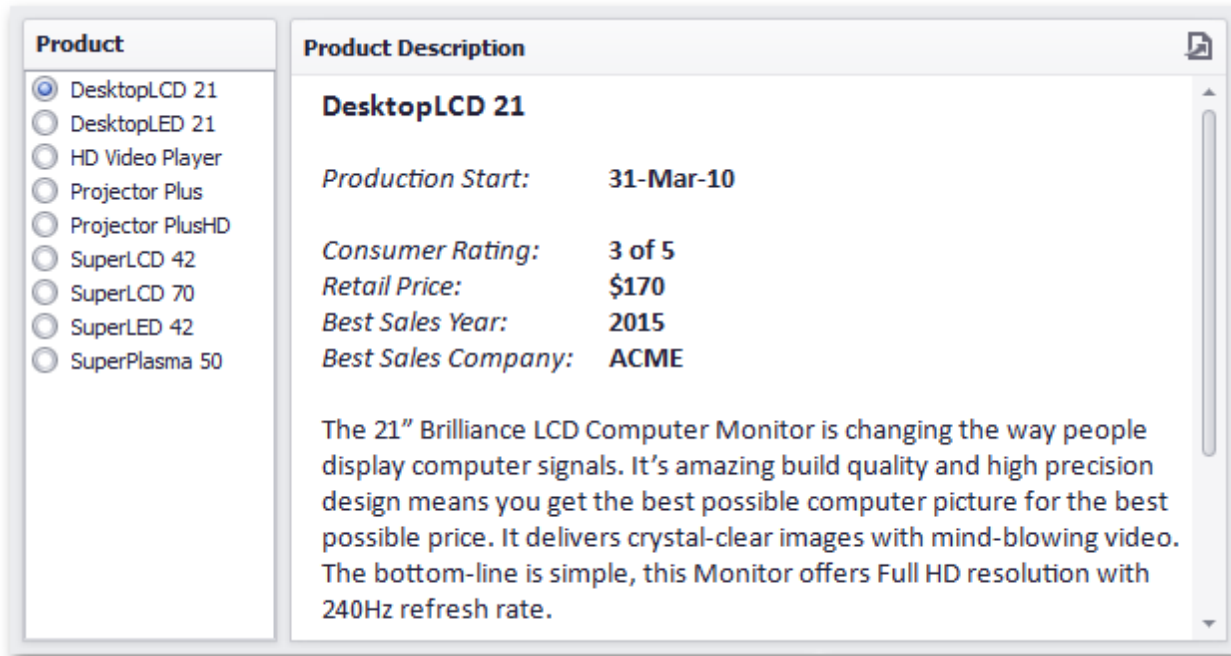 Product
DesktopLCD 21
DesktopLED 21
HD Video Player
Projector Plus
Projector PlusHD
SuperLCD 42
SuperLCD 70
SuperLED 42
SuperPlasma 50
Product Description
DesktopLCD 21
Production Start: 31-Mar-10
Consumer Rating: 3 of 5
Retail Price: $170
Best Sales Year: 2015
Best Sales Company: ACME
The 21” Brilliance LCD Computer Monitor is changing the way people
display computer signals. It’s amazing build quality and high precision
design means you get the best possible computer picture for the best
possible price. It delivers crystal-clear images with mind-blowing video.
The bottom-line is simple, this Monitor offers Full HD resolution with
240Hz refresh rate.